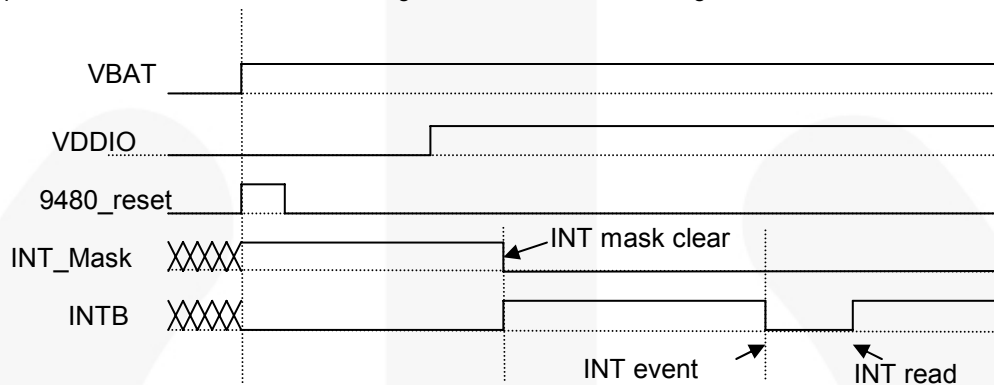 VBAT
VDDIO
9480_reset
INT_Mask
INT mask clear
INTB
INT event
INT read